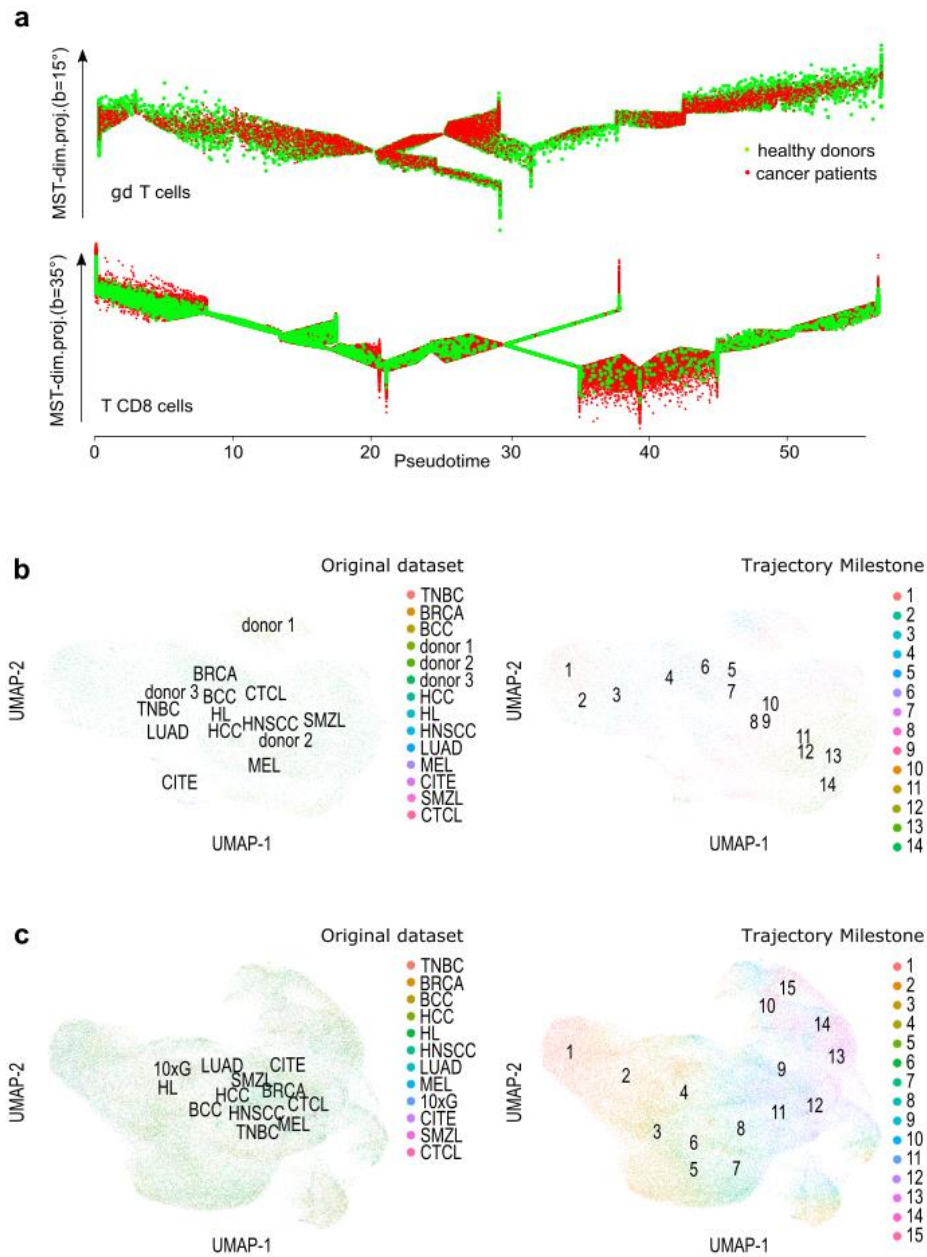 a
MST-dim.proj.(b=15°)
healthy donors
cancer patients
gd T cells
MST-dim.proj.(b=35°)
T CD8 cells
0 10 20 30 40 50
Pseudotime
b
Original dataset
TNBC
BRCA
BCC
donor 1
donor 2
donor 3
HCC
HL
HNSCC
LUAD
MEL
CITE
SMZL
CTCL
donor 1
BRCA
donor 3 BCC CTCL
TNBC HL HNSCC SMZL
LUAD HCC donor 2
MEL
CITE
UMAP-2
UMAP-1
Trajectory Milestone
1
2
3
4
5
6
7
8
9
10
11
12
13
14
1 2 3 4 6 5 7
10
8 9
11
12 13
14
UMAP-2
UMAP-1
c
Original dataset
TNBC
BRCA
BCC
HCC
HL
HNSCC
LUAD
MEL
10xG
CITE
SMZL
CTCL
10xG LUAD CITE
HL SMZL BRCA
HCC CTCL
BCC HNSCC MEL
TNBC
UMAP-2
UMAP-1
Trajectory Milestone
1
2
3
4
5
6
7
8
9
10
11
12
13
14
15
15
10 14
1 2 4 9 13
3 6 8 11 12
5 7
UMAP-2
UMAP-1